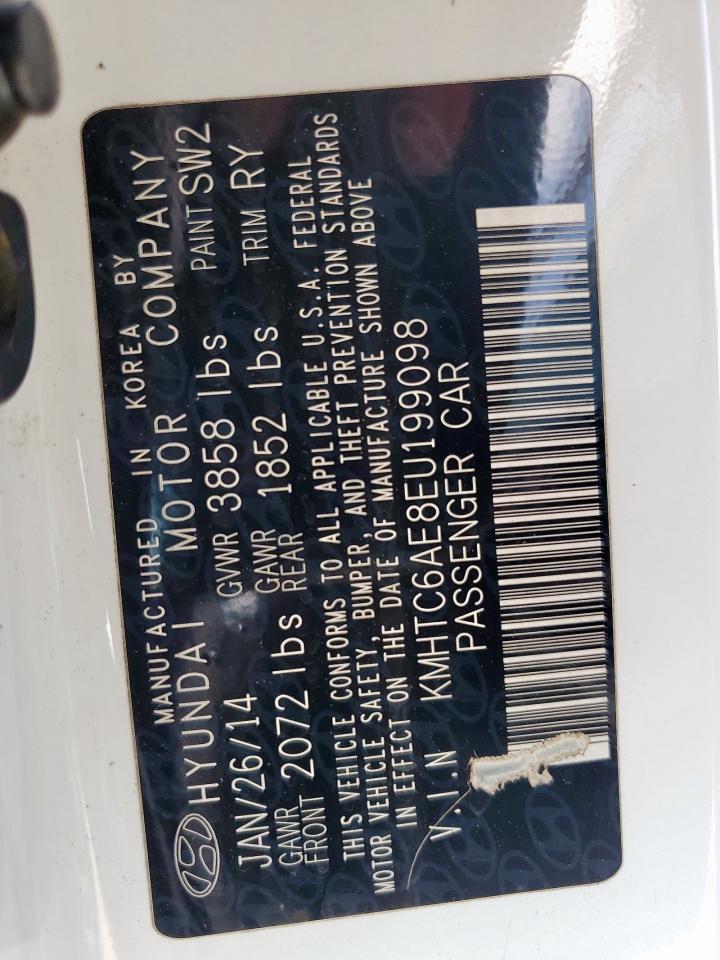 MANUFACTURED IN KOREA BY
HYUNDAI MOTOR COMPANY
JAN/26/14 GVWR 3858 lbs PAINT SW2
GAWR FRONT 2072 lbs GAWR REAR 1852 lbs TRIM RY
THIS VEHICLE CONFORMS TO ALL APPLICABLE U.S.A. FEDERAL
MOTOR VEHICLE SAFETY, BUMPER, AND THEFT PREVENTION STANDARDS
IN EFFECT ON THE DATE OF MANUFACTURE SHOWN ABOVE
V.I.N KMHTC6AE8EU199098
PASSENGER CAR